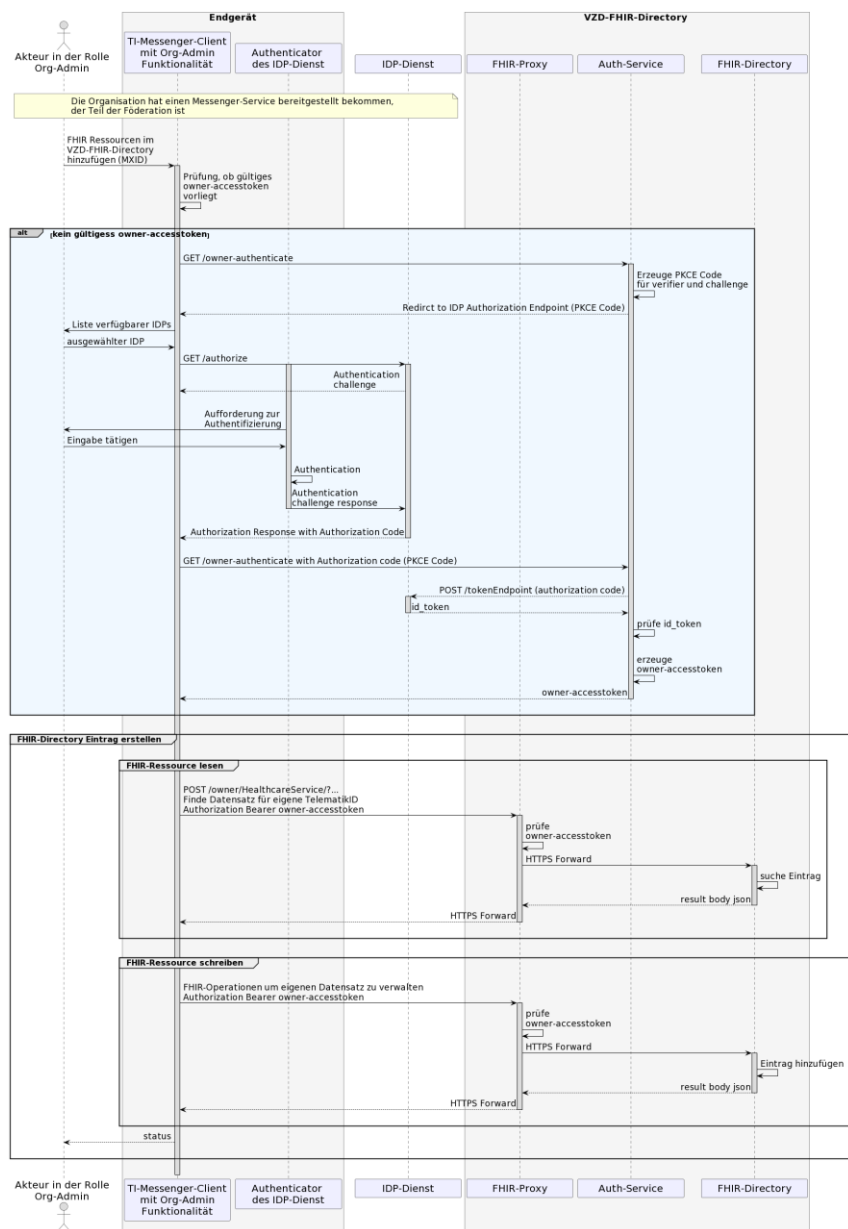 Endgerät
VZD-FHIR-Directory
Akteur in der Rolle
Org-Admin
TI-Messenger-Client
mit Org-Admin
Funktionalität
Authenticator
des IDP-Dienst
IDP-Dienst
FHIR-Proxy
Auth-Service
FHIR-Directory
Die Organisation hat einen Messenger-Service bereitgestellt bekommen,
der Teil der Föderation ist
FHIR Ressourcen im
VZD-FHIR-Directory
hinzufügen (MXID)
Prüfung, ob gültiges
owner-accesstoken
vorliegt
alt
[kein gültigess owner-accesstoken]
GET /owner-authenticate
Erzeuge PKCE Code
für verifier und challenge
Redirct to IDP Authorization Endpoint (PKCE Code)
Liste verfügbarer IDPs
ausgewählter IDP
GET /authorize
Authentication
challenge
Aufforderung zur
Authentifizierung
Eingabe tätigen
Authentication
Authentication
challenge response
Authorization Response with Authorization Code
GET /owner-authenticate with Authorization code (PKCE Code)
POST /tokenEndpoint (authorization code)
id_token
prüfe id_token
erzeuge
owner-accesstoken
owner-accesstoken
FHIR-Directory Eintrag erstellen
FHIR-Ressource lesen
POST /owner/HealthcareService/?...
Finde Datensatz für eigene TelematikID
Authorization Bearer owner-accesstoken
prüfe
owner-accesstoken
HTTPS Forward
suche Eintrag
result body json
HTTPS Forward
FHIR-Ressource schreiben
FHIR-Operationen um eigenen Datensatz zu verwalten
Authorization Bearer owner-accesstoken
prüfe
owner-accesstoken
HTTPS Forward
Eintrag hinzufügen
result body json
HTTPS Forward
status
Akteur in der Rolle
Org-Admin
TI-Messenger-Client
mit Org-Admin
Funktionalität
Authenticator
des IDP-Dienst
IDP-Dienst
FHIR-Proxy
Auth-Service
FHIR-Directory